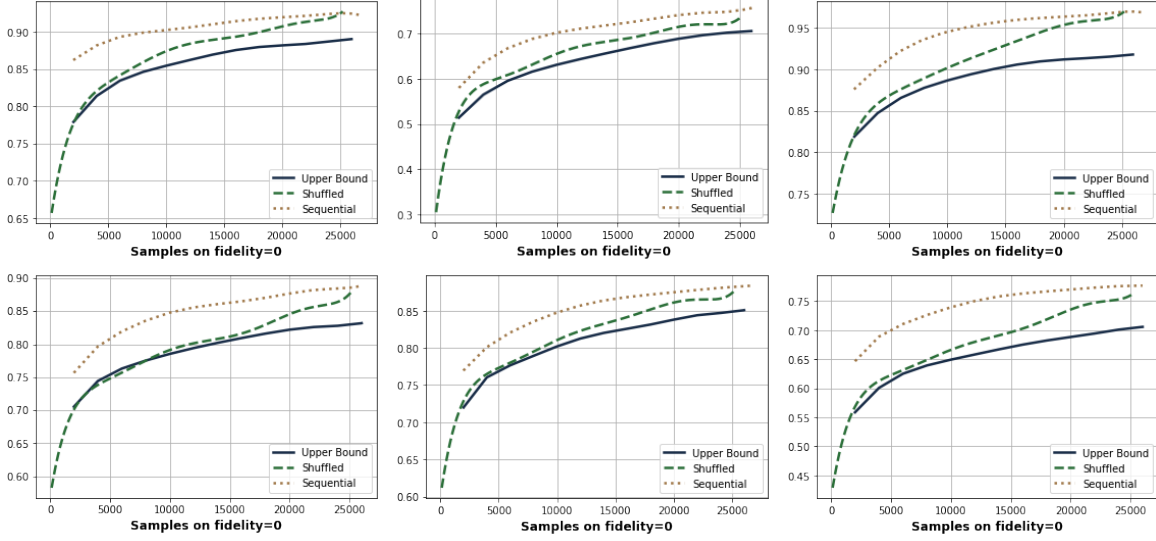 0.90
0.85
0.80
0.75
0.70
0.65
0 5000 10000 15000 20000 25000
Samples on fidelity=0
Upper Bound
Shuffled
Sequential
0.7
0.6
0.5
0.4
0.3
0 5000 10000 15000 20000 25000
Samples on fidelity=0
Upper Bound
Shuffled
Sequential
0.95
0.90
0.85
0.80
0.75
0 5000 10000 15000 20000 25000
Samples on fidelity=0
Upper Bound
Shuffled
Sequential
0.90
0.85
0.80
0.75
0.70
0.65
0.60
0 5000 10000 15000 20000 25000
Samples on fidelity=0
Upper Bound
Shuffled
Sequential
0.85
0.80
0.75
0.70
0.65
0.60
0 5000 10000 15000 20000 25000
Samples on fidelity=0
Upper Bound
Shuffled
Sequential
0.75
0.70
0.65
0.60
0.55
0.50
0.45
0 5000 10000 15000 20000 25000
Samples on fidelity=0
Upper Bound
Shuffled
Sequential